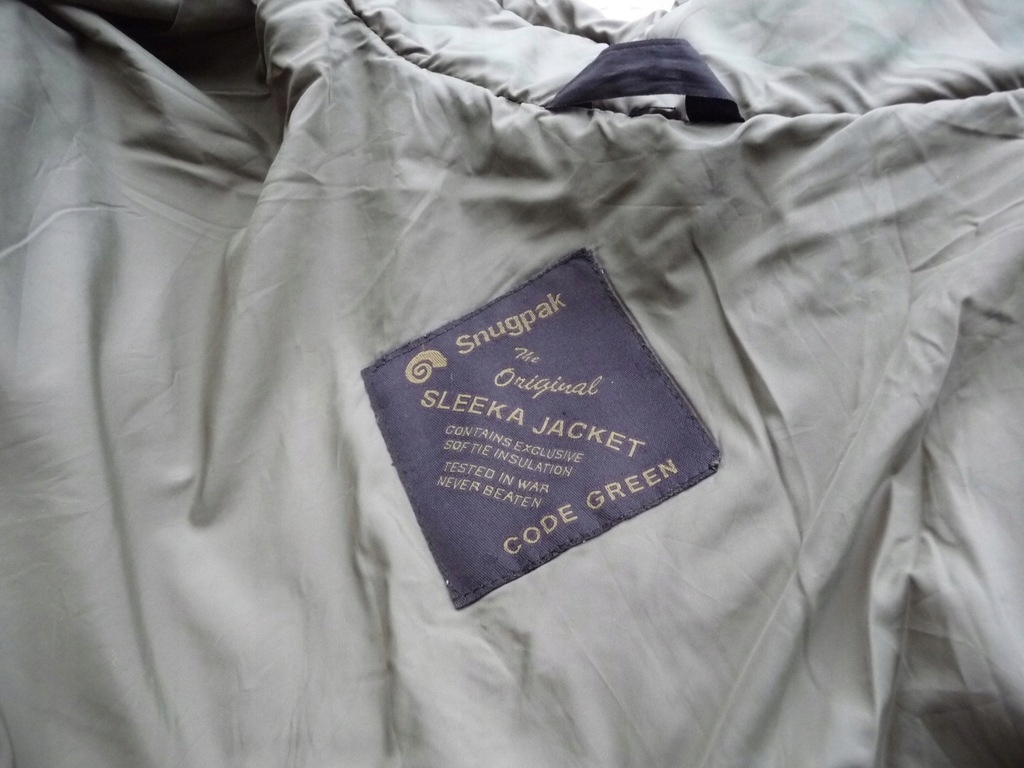 Snugpak
The
Original
SLEEKA JACKET
CONTAINS EXCLUSIVE
SOFTIE INSULATION
TESTED IN WAR
NEVER BEATEN
CODE GREEN